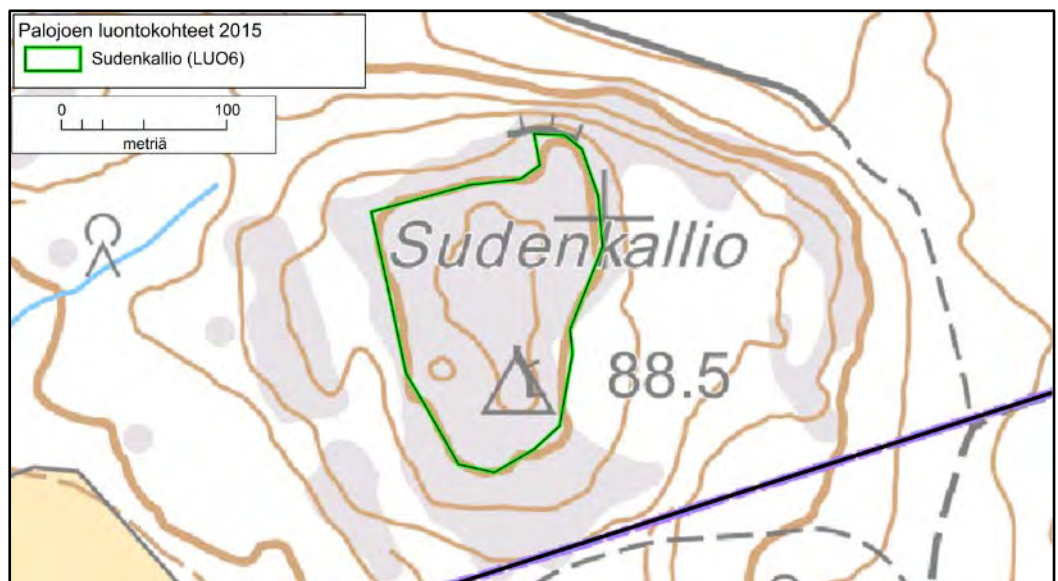 Palojoen luontokohteet 2015
Sudenkallio (LUO6)
0 100
metriä
Sudenkallio
88.5